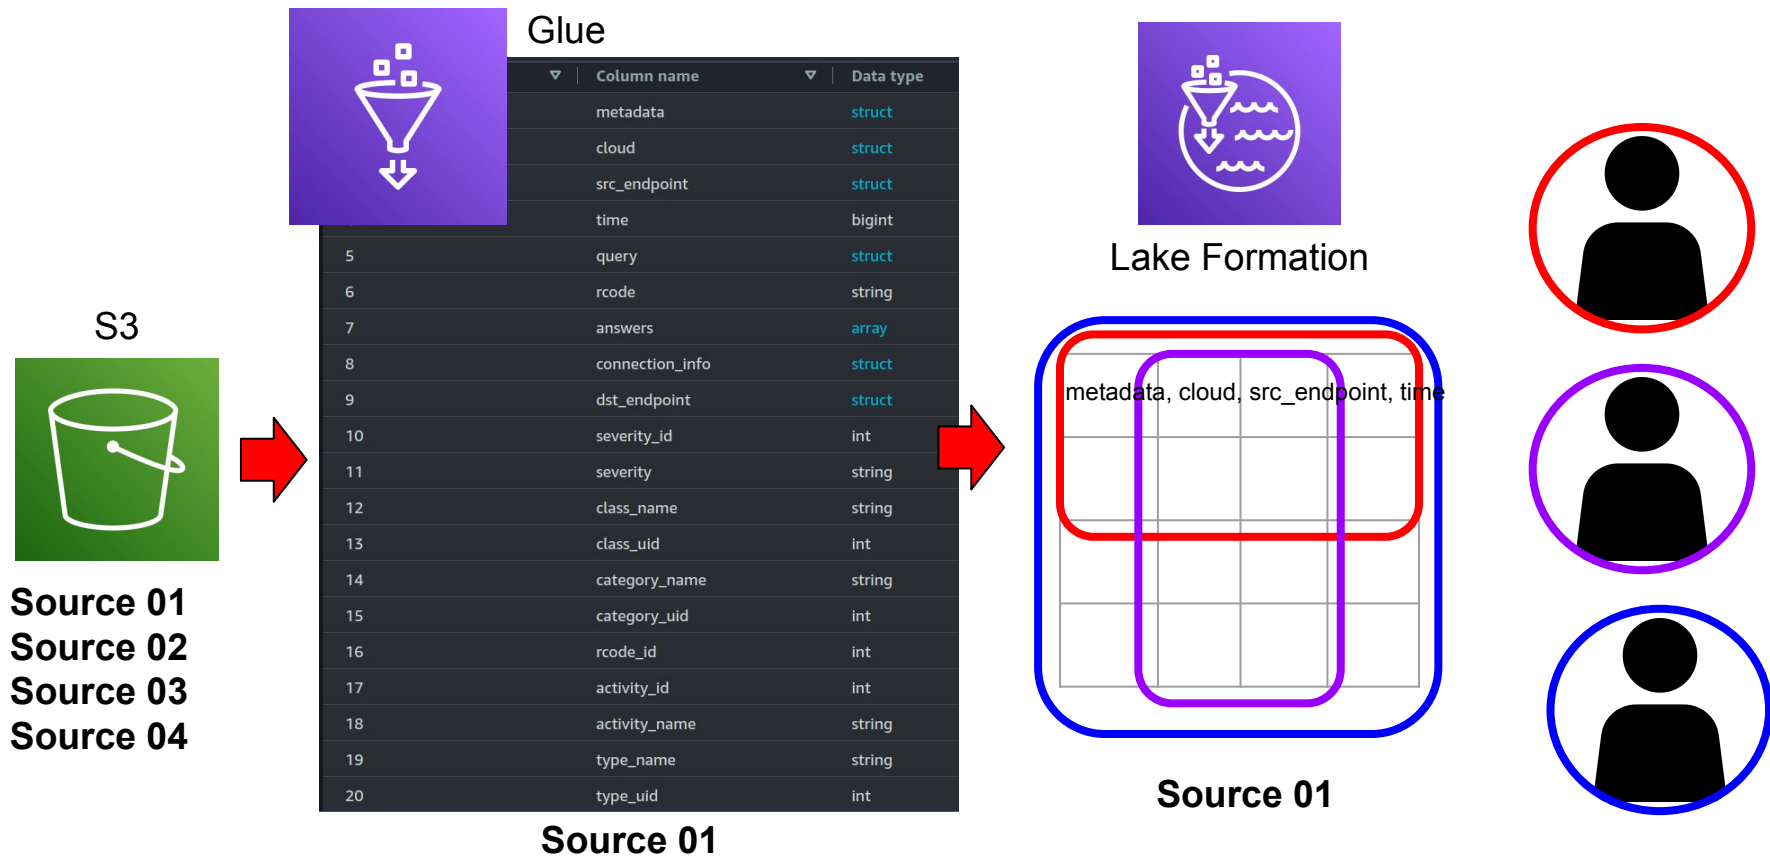 S3
Source 01
Source 02
Source 03
Source 04
Glue
Column name Data type
metadata struct
cloud struct
src_endpoint struct
time bigint
5 query struct
6 rcode string
7 answers array
8 connection_info struct
9 dst_endpoint struct
10 severity_id int
11 severity string
12 class_name string
13 class_uid int
14 category_name string
15 category_uid int
16 rcode_id int
17 activity_id int
18 activity_name string
19 type_name string
20 type_uid int
Source 01
Lake Formation
metadata, cloud, src_endpoint, time
Source 01